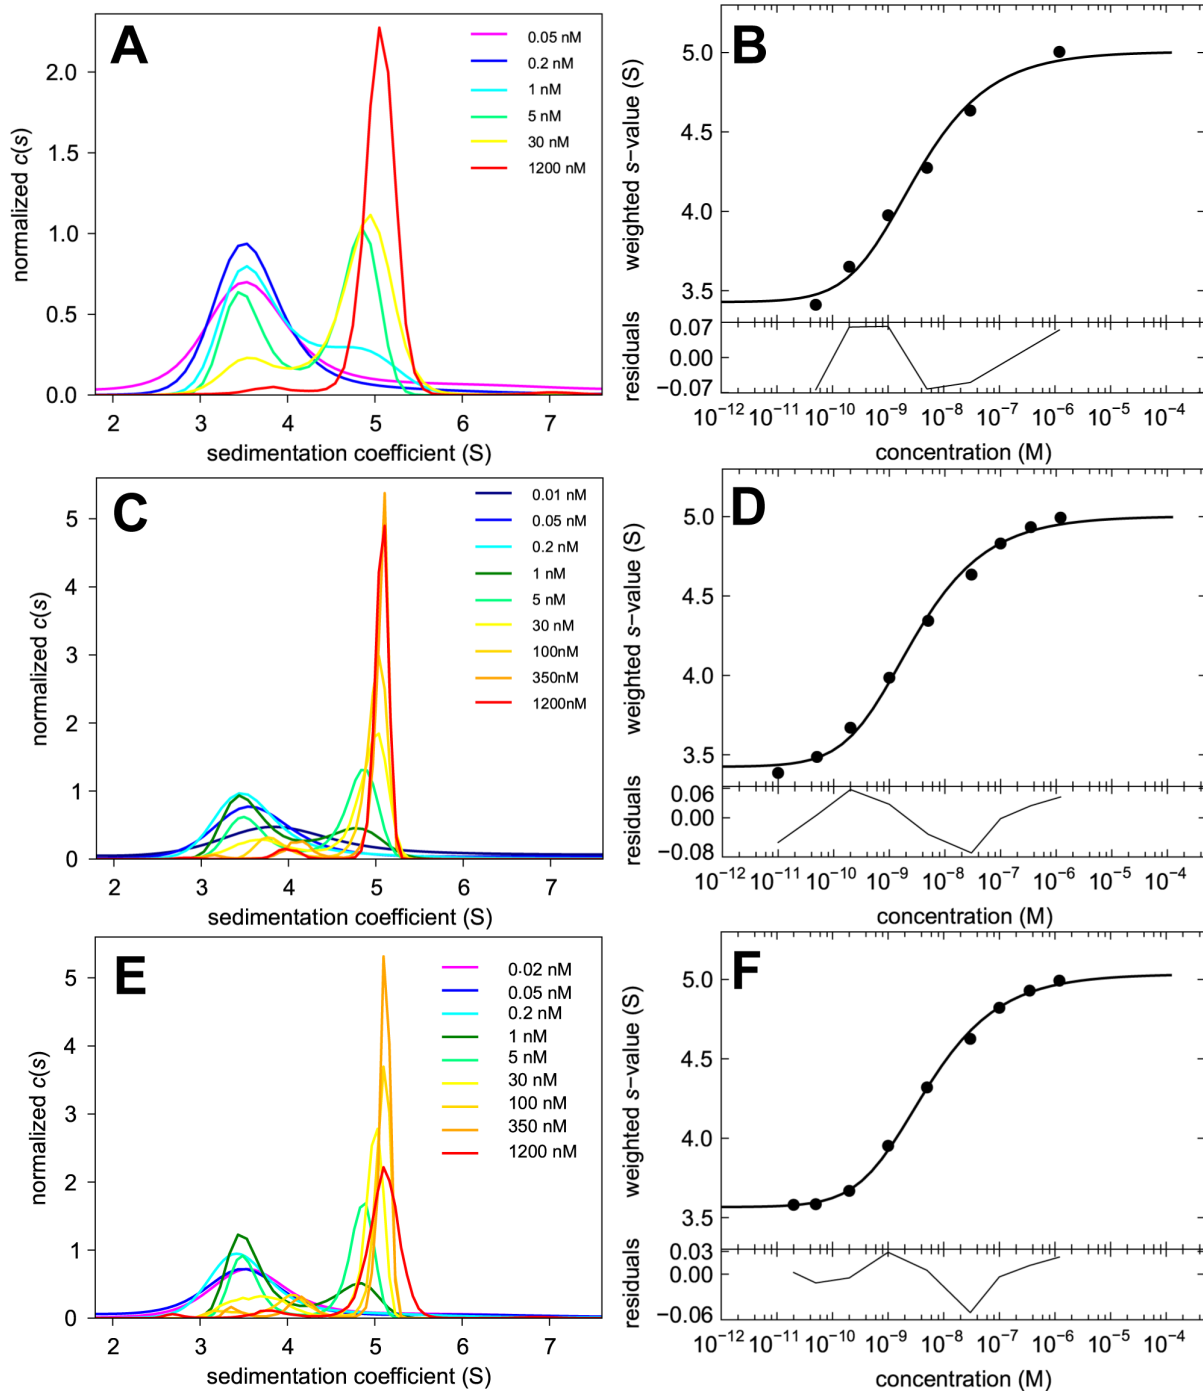 A
0.05 nM
0.2 nM
1 nM
5 nM
30 nM
1200 nM
normalized c(s)
2.0
1.5
1.0
0.5
0.0
2 3 4 5 6 7
sedimentation coefficient (S)
B
weighted s-value (S)
5.0
4.5
4.0
3.5
residuals
0.07
0.00
−0.07
10⁻¹² 10⁻¹¹ 10⁻¹⁰ 10⁻⁹ 10⁻⁸ 10⁻⁷ 10⁻⁶ 10⁻⁵ 10⁻⁴
concentration (M)
C
0.01 nM
0.05 nM
0.2 nM
1 nM
5 nM
30 nM
100nM
350nM
1200nM
normalized c(s)
5
4
3
2
1
0
2 3 4 5 6 7
sedimentation coefficient (S)
D
weighted s-value (S)
5.0
4.5
4.0
3.5
residuals
0.06
0.00
−0.08
10⁻¹² 10⁻¹¹ 10⁻¹⁰ 10⁻⁹ 10⁻⁸ 10⁻⁷ 10⁻⁶ 10⁻⁵ 10⁻⁴
concentration (M)
E
0.02 nM
0.05 nM
0.2 nM
1 nM
5 nM
30 nM
100 nM
350 nM
1200 nM
normalized c(s)
5
4
3
2
1
0
2 3 4 5 6 7
sedimentation coefficient (S)
F
weighted s-value (S)
5.0
4.5
4.0
3.5
residuals
0.03
0.00
−0.06
10⁻¹² 10⁻¹¹ 10⁻¹⁰ 10⁻⁹ 10⁻⁸ 10⁻⁷ 10⁻⁶ 10⁻⁵ 10⁻⁴
concentration (M)